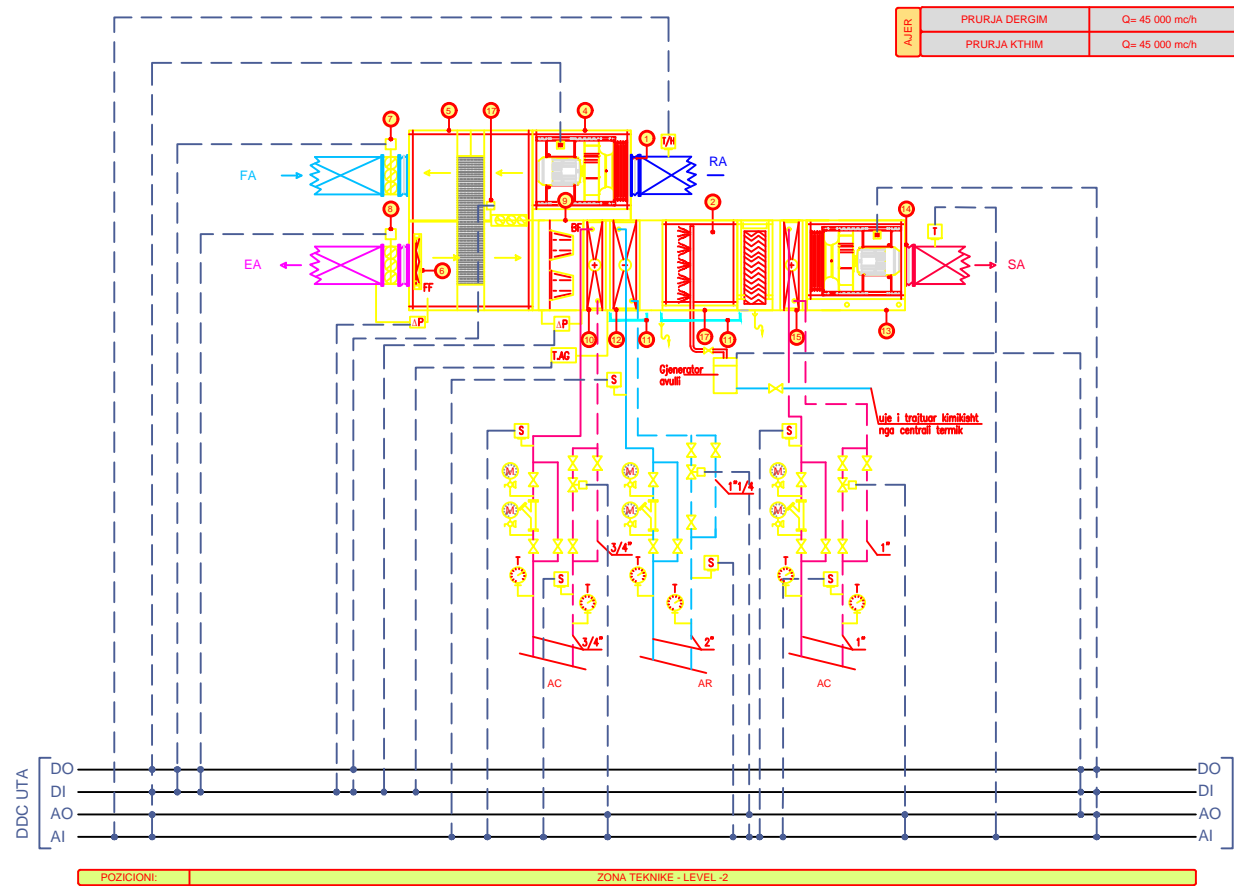 AJER
PRURJA DERGIM
Q= 45 000 mc/h
PRURJA KTHIM
Q= 45 000 mc/h
7
5
17
4
1
T/H
FA
RA
8
9
2
14
BF
T
EA
6
FF
SA
ΔP
ΔP
10
12
11
17
11
15
13
T.AG
S
Gjenerator
avulli
uje i trajtuar kimikisht
nga centrali termik
S
S
M
M
M
1"1/4
M
M
M
3/4"
1"
T
S
T
T
S
T
T
S
T
3/4"
2"
1"
AC
AR
AC
DDC UTA
DO
DI
AO
AI
DO
DI
AO
AI
POZICIONI:
ZONA TEKNIKE - LEVEL -2